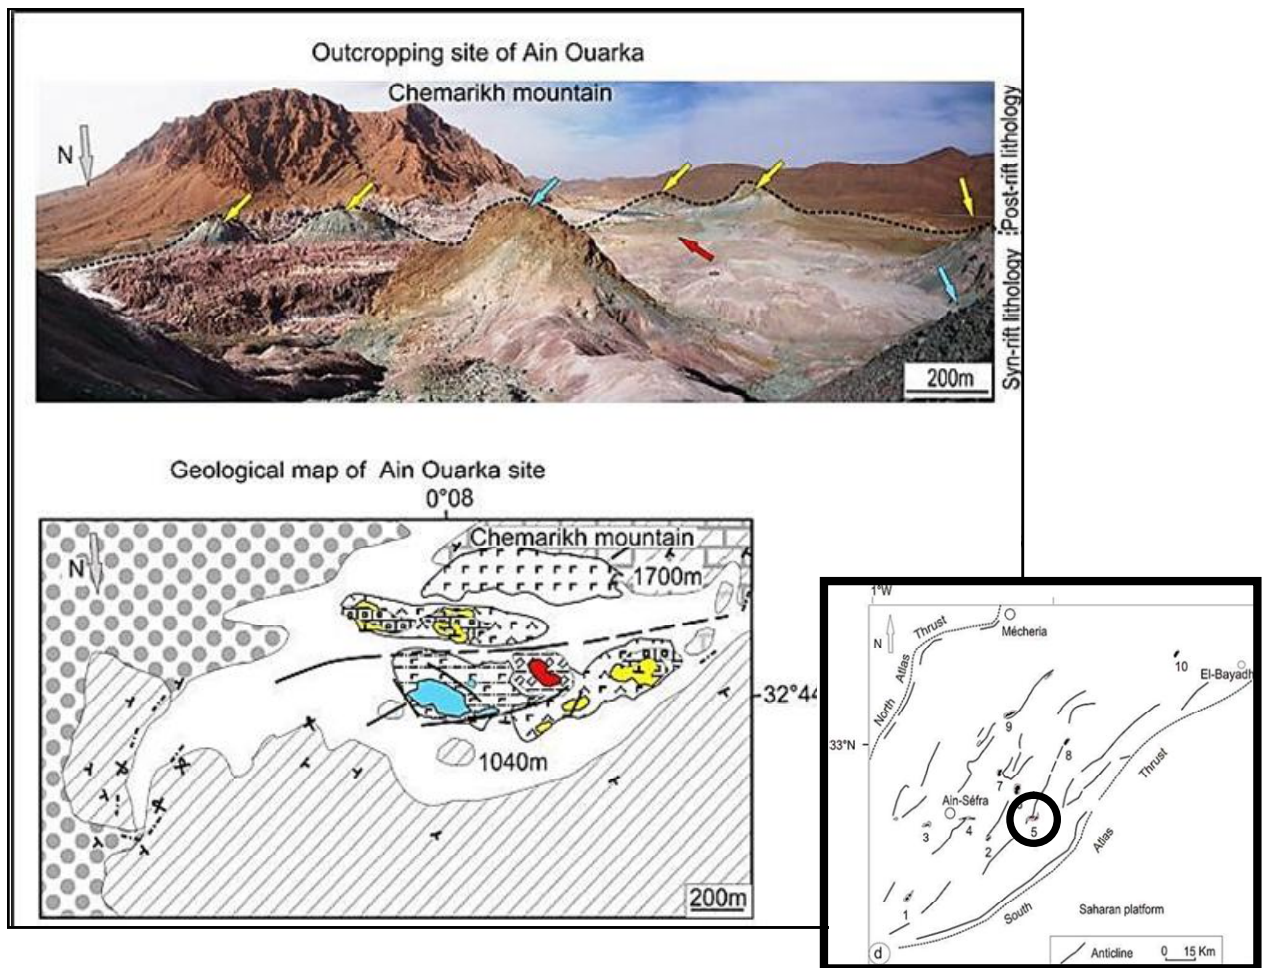 Outcropping site of Ain Ouarka
Chemarikh mountain
N
Post-rift lithology
Syn-rift lithology
200m
Geological map of Ain Ouarka site
0°08
Chemarikh mountain
N
1700m
32°44
1040m
200m
1°W
N
Mécheria
North Atlas Thrust
10
El-Bayadh
9
33°N
8
7
Ain-Séfra
3
4
2
5
South Atlas Thrust
1
Saharan platform
d
Anticline
0 15 Km